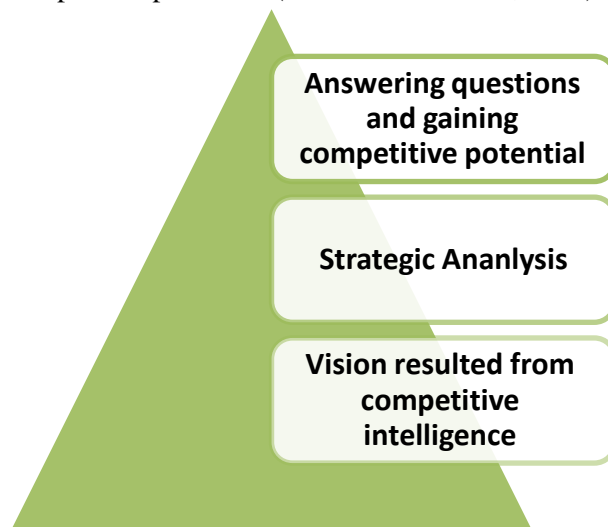 Answering questions
and gaining
competitive potential
Strategic Ananlysis
Vision resulted from
competitive
intelligence